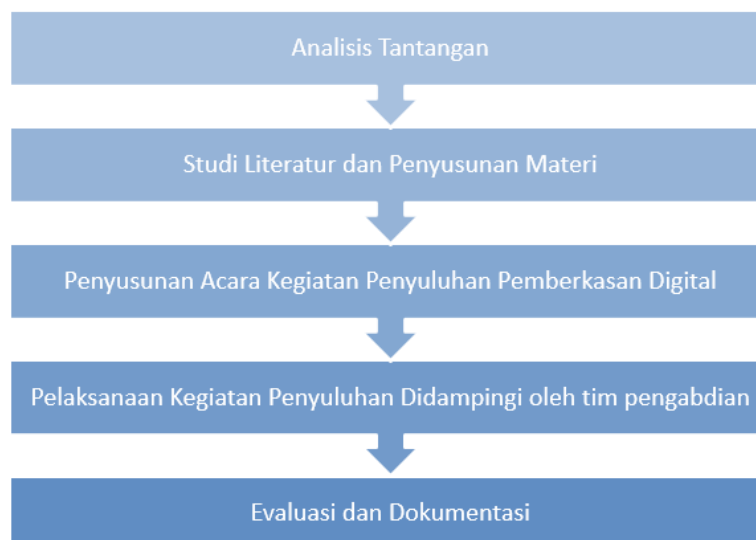 Analisis Tantangan
Studi Literatur dan Penyusunan Materi
Penyusunan Acara Kegiatan Penyuluhan Pemberkasan Digital
Pelaksanaan Kegiatan Penyuluhan Didampingi oleh tim pengabdian
Evaluasi dan Dokumentasi